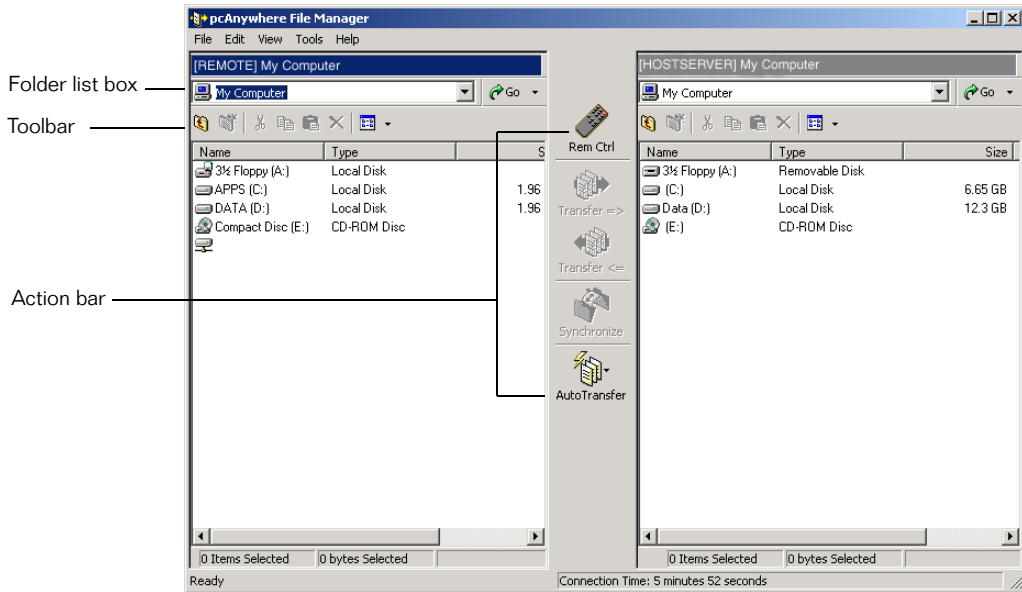 pcAnywhere File Manager
File Edit View Tools Help
[REMOTE] My Computer
[HOSTSERVER] My Computer
Folder list box
My Computer
Go
My Computer
Go
Toolbar
Rem Ctrl
Name Type S
Name Type Size
3½ Floppy (A:) Local Disk
APPS (C:) Local Disk 1.96
DATA (D:) Local Disk 1.96
Compact Disc (E:) CD-ROM Disc
3½ Floppy (A:) Removable Disk
(C:) Local Disk 6.65 GB
Data (D:) Local Disk 12.3 GB
(E:) CD-ROM Disc
Transfer =>
Transfer <=
Action bar
Synchronize
AutoTransfer
0 Items Selected 0 bytes Selected
0 Items Selected 0 bytes Selected
Ready
Connection Time: 5 minutes 52 seconds